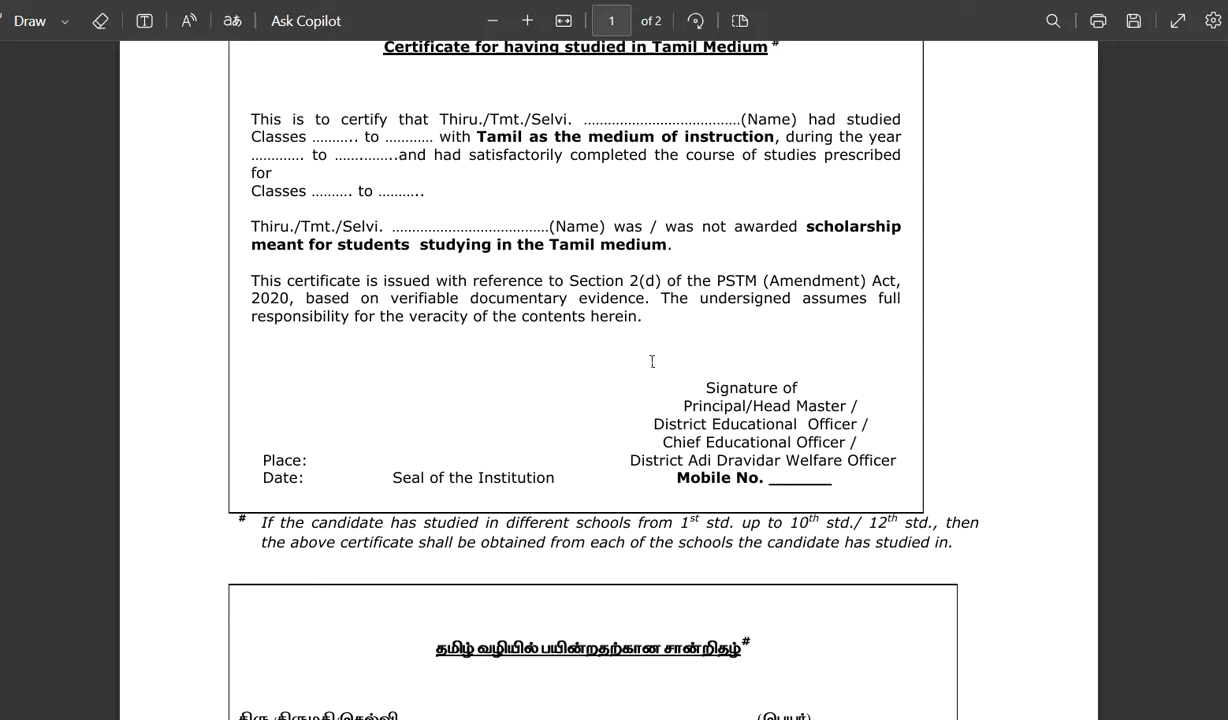 Draw
Ask Copilot
1 of 2
Certificate for having studied in Tamil Medium #
This is to certify that Thiru./Tmt./Selvi. …………………………………(Name) had studied
Classes ……….. to ………… with Tamil as the medium of instruction, during the year
…………. to …….……..and had satisfactorily completed the course of studies prescribed
for
Classes ………. to ………..
Thiru./Tmt./Selvi. …………………………………(Name) was / was not awarded scholarship
meant for students studying in the Tamil medium.
This certificate is issued with reference to Section 2(d) of the PSTM (Amendment) Act,
2020, based on verifiable documentary evidence. The undersigned assumes full
responsibility for the veracity of the contents herein.
Signature of
Principal/Head Master /
District Educational Officer /
Chief Educational Officer /
Place: District Adi Dravidar Welfare Officer
Date: Seal of the Institution Mobile No. _______
# If the candidate has studied in different schools from 1st std. up to 10th std./ 12th std., then
the above certificate shall be obtained from each of the schools the candidate has studied in.
தமிழ் வழியில் பயின்றதற்கான சான்றிதழ்#
திரு.திருமதி.செல்வி (பெயர்)